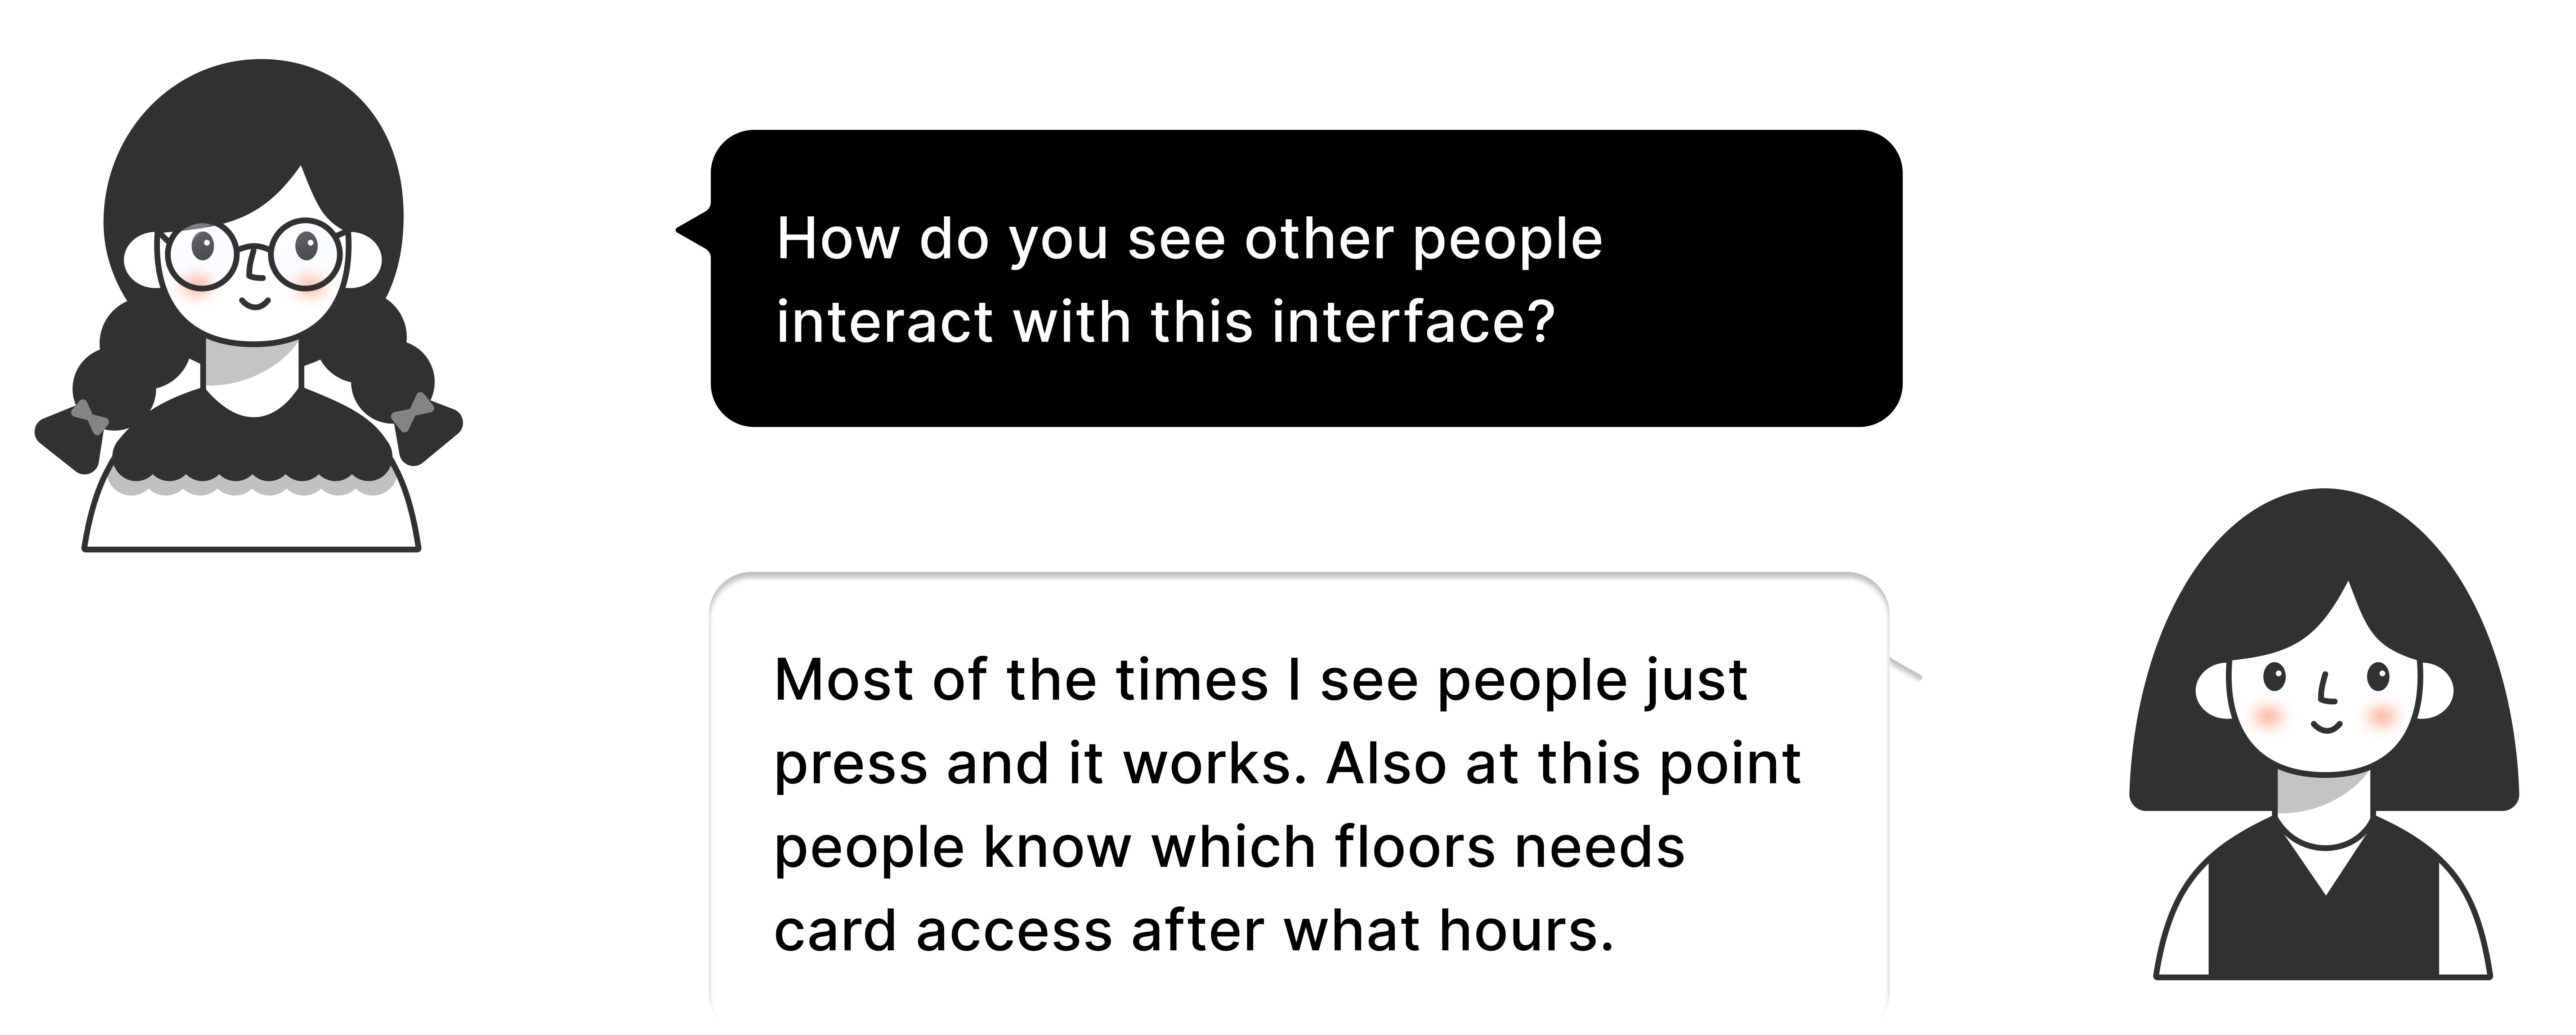 How do you see other people
interact with this interface?
Most of the times I see people just
press and it works. Also at this point
people know which floors needs
card access after what hours.